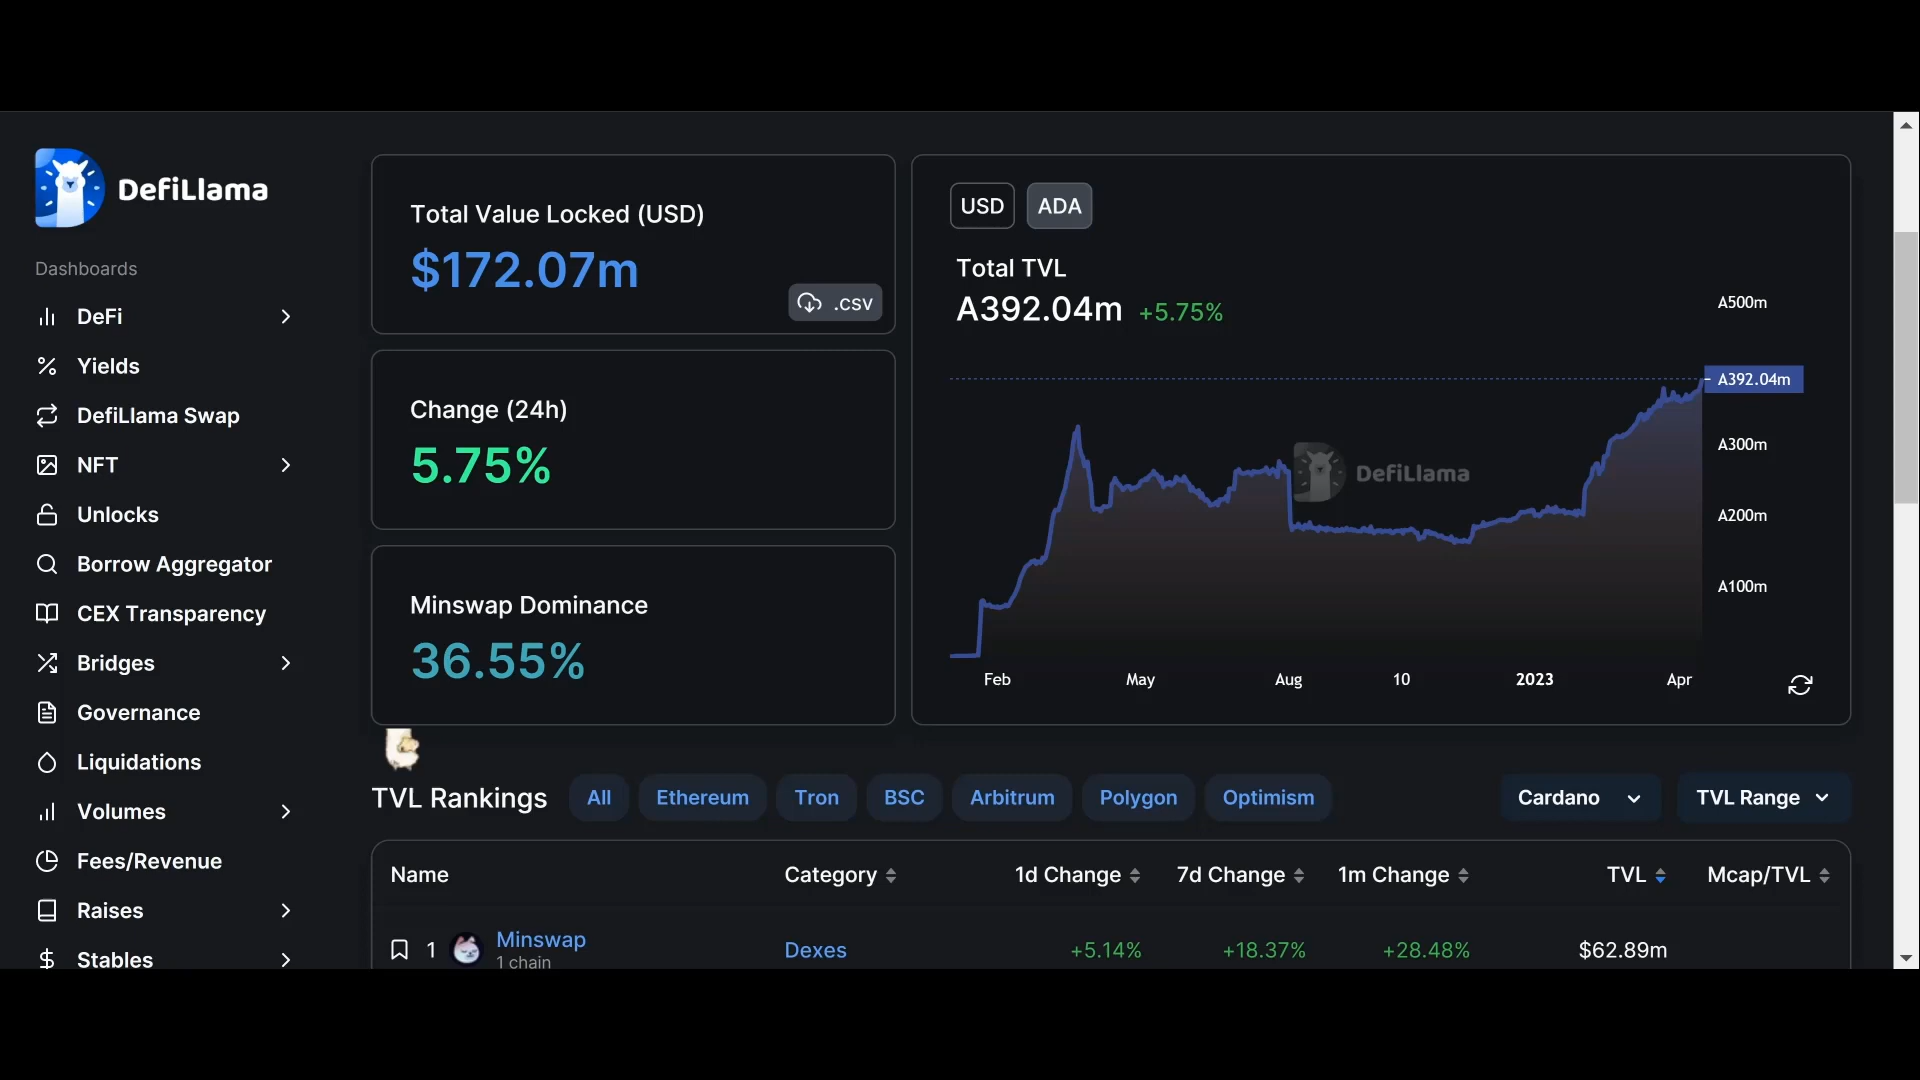 DefiLlama
Dashboards
DeFi
Yields
DefiLlama Swap
NFT
Unlocks
Borrow Aggregator
CEX Transparency
Bridges
Governance
Liquidations
Volumes
Fees/Revenue
Raises
Stables
Total Value Locked (USD)
$172.07m
.csv
Change (24h)
5.75%
Minswap Dominance
36.55%
USD ADA
Total TVL
A392.04m +5.75%
A500m
A392.04m
DefiLlama
A300m
A200m
A100m
Feb May Aug 10 2023 Apr
TVL Rankings All Ethereum Tron BSC Arbitrum Polygon Optimism Cardano TVL Range
Name Category 1d Change 7d Change 1m Change TVL Mcap/TVL
1 Minswap Dexes +5.14% +18.37% +28.48% $62.89m
1 chain